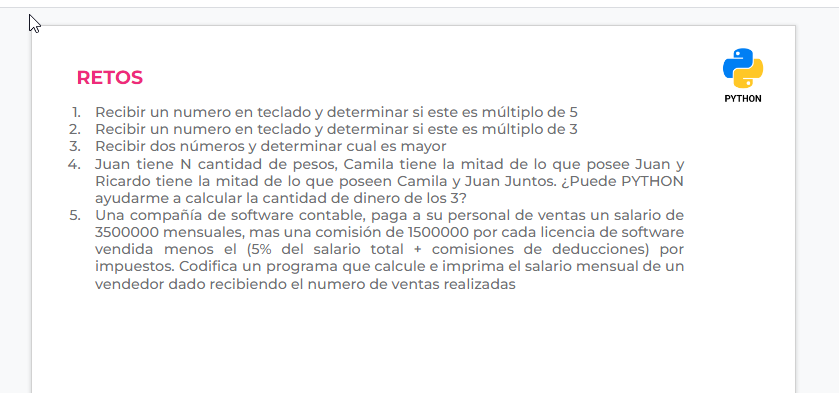 RETOS
PYTHON
1. Recibir un numero en teclado y determinar si este es múltiplo de 5
2. Recibir un numero en teclado y determinar si este es múltiplo de 3
3. Recibir dos números y determinar cual es mayor
4. Juan tiene N cantidad de pesos, Camila tiene la mitad de lo que posee Juan y
Ricardo tiene la mitad de lo que poseen Camila y Juan Juntos. ¿Puede PYTHON
ayudarme a calcular la cantidad de dinero de los 3?
5. Una compañía de software contable, paga a su personal de ventas un salario de
3500000 mensuales, mas una comisión de 1500000 por cada licencia de software
vendida menos el (5% del salario total + comisiones de deducciones) por
impuestos. Codifica un programa que calcule e imprima el salario mensual de un
vendedor dado recibiendo el numero de ventas realizadas